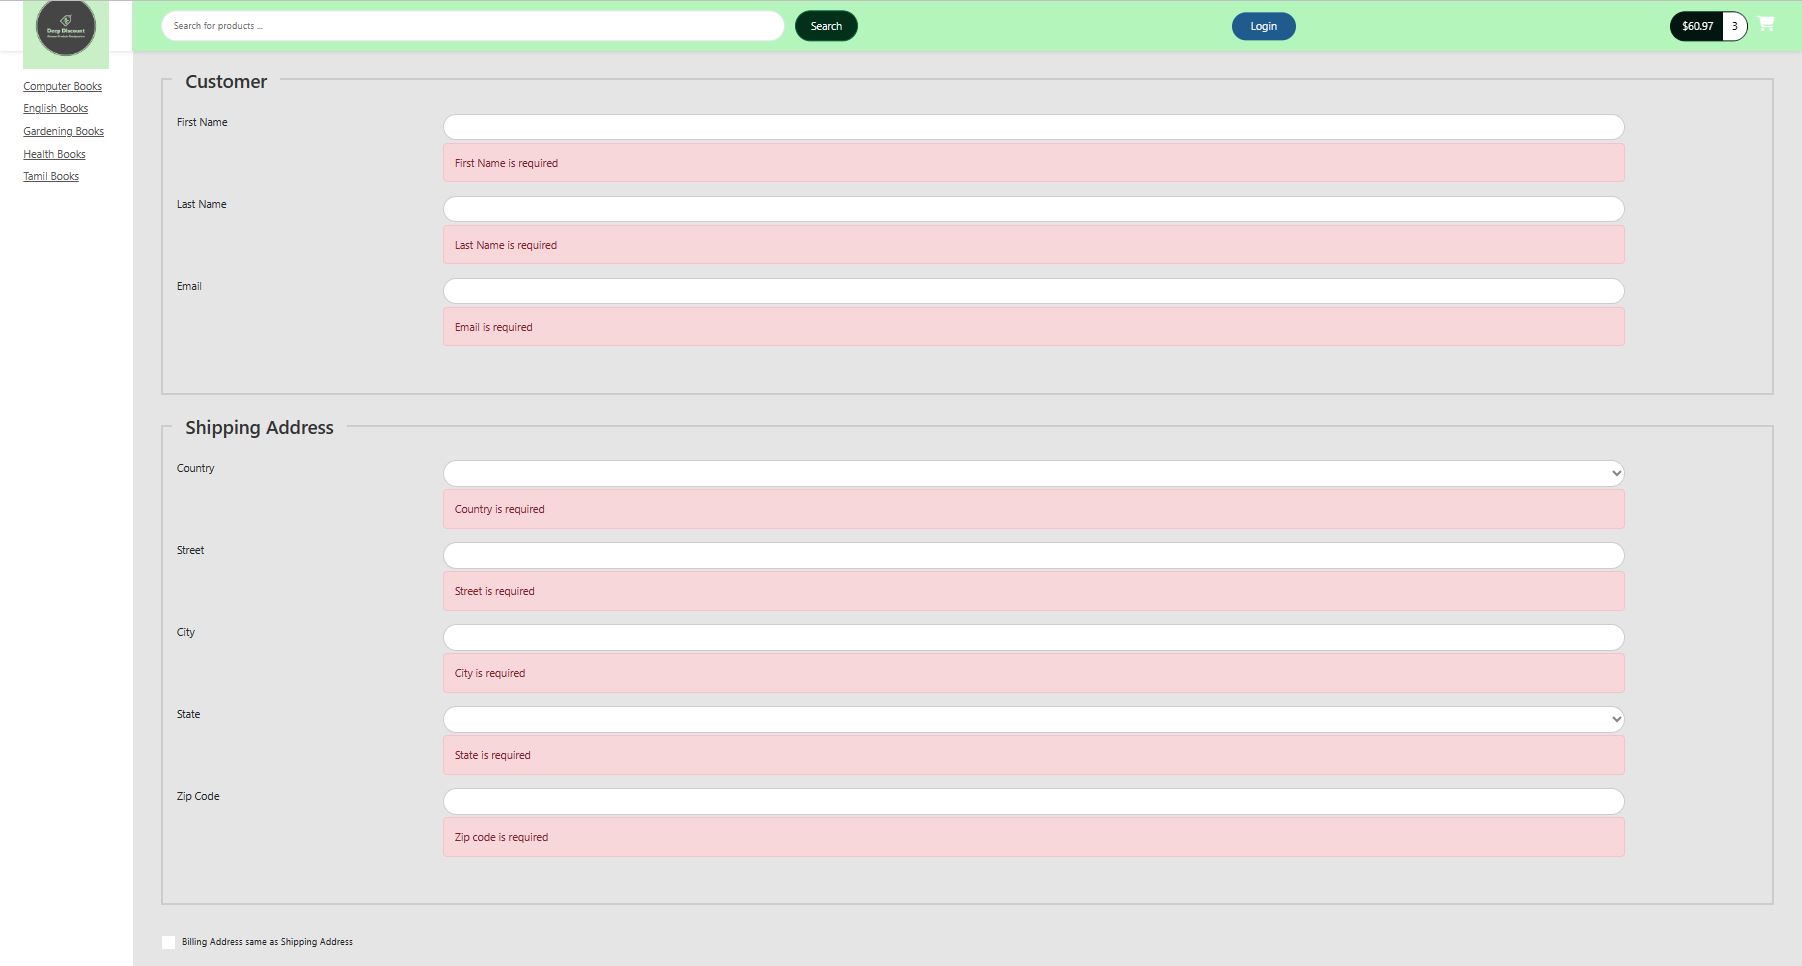 Deep Discount
Search for products ...
Search
Login
$60.97 3
Computer Books
English Books
Gardening Books
Health Books
Tamil Books
Customer
First Name
First Name is required
Last Name
Last Name is required
Email
Email is required
Shipping Address
Country
Country is required
Street
Street is required
City
City is required
State
State is required
Zip Code
Zip code is required
Billing Address same as Shipping Address